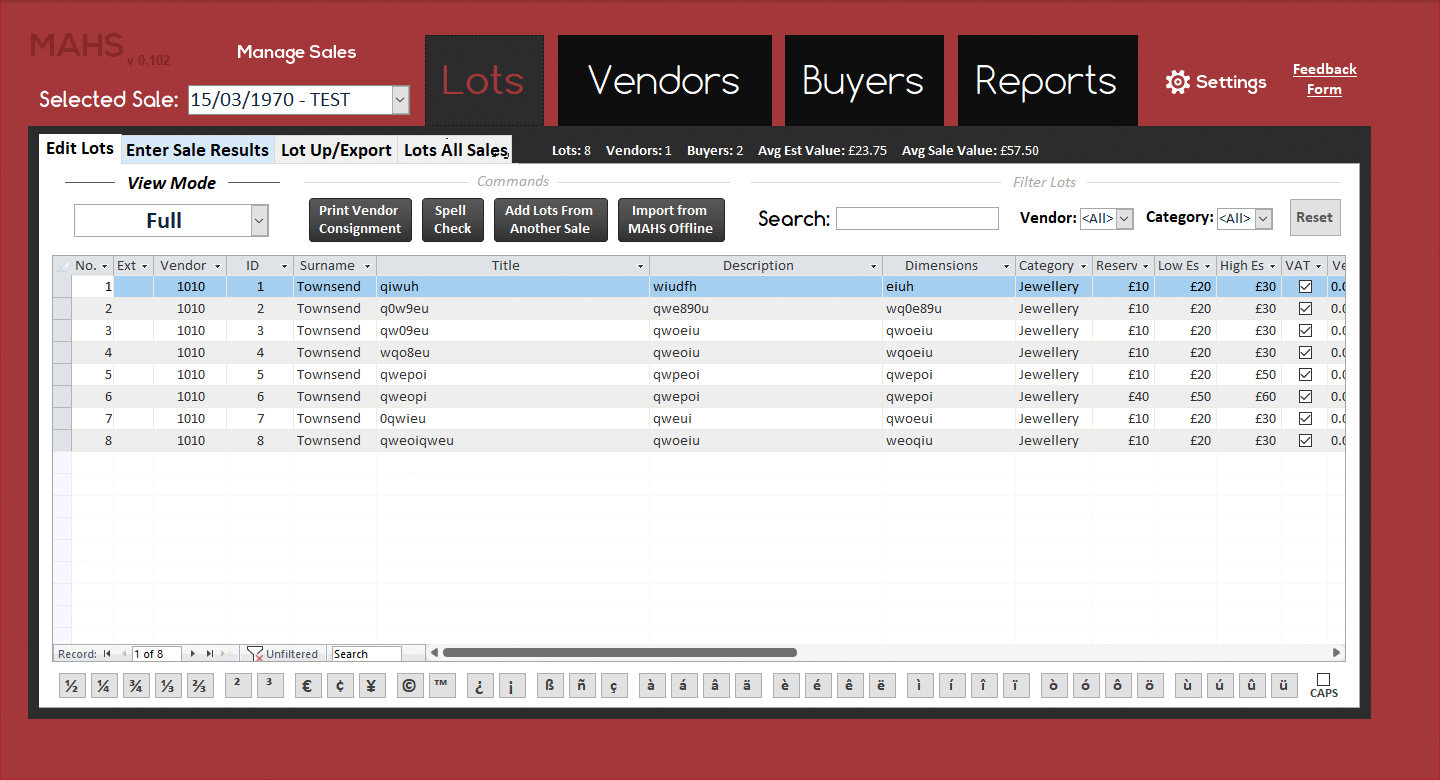 MAHS v 0.102
Manage Sales
Selected Sale: 15/03/1970 - TEST
Lots
Vendors
Buyers
Reports
Settings
Feedback
Form
Edit Lots Enter Sale Results Lot Up/Export Lots All Sales
Lots: 8 Vendors: 1 Buyers: 2 Avg Est Value: £23.75 Avg Sale Value: £57.50
View Mode
Full
Commands
Print Vendor
Consignment
Spell
Check
Add Lots From
Another Sale
Import from
MAHS Offline
Filter Lots
Search: Vendor: <All> Category: <All> Reset
No. Ext Vendor ID Surname Title Description Dimensions Category Reserv Low Es High Es VAT Ve
1 1010 1 Townsend qiwuh wiudfh eiuh Jewellery £10 £20 £30 0.0
2 1010 2 Townsend q0w9eu qwe890u wq0e89u Jewellery £10 £20 £30 0.0
3 1010 3 Townsend qw09eu qwoeiu qwoeiu Jewellery £10 £20 £30 0.0
4 1010 4 Townsend wqo8eu qweoiu wqoeiu Jewellery £10 £20 £30 0.0
5 1010 5 Townsend qwepoi qwpeoi qwepoi Jewellery £10 £20 £50 0.0
6 1010 6 Townsend qweopi qwepoi qwepoi Jewellery £40 £50 £60 0.0
7 1010 7 Townsend 0qwieu qweui qwoeui Jewellery £10 £20 £30 0.0
8 1010 8 Townsend qweoiqweu qwoeiu weoqiu Jewellery £10 £20 £30 0.0
Record: 1 of 8 Unfiltered Search
½ ¼ ¾ ⅓ ⅔ ² ³ € ¢ ¥ © ™ ¿ ¡ ß ñ ç à á â ä è é ê ë ì í î ï ò ó ô ö ù ú û ü CAPS